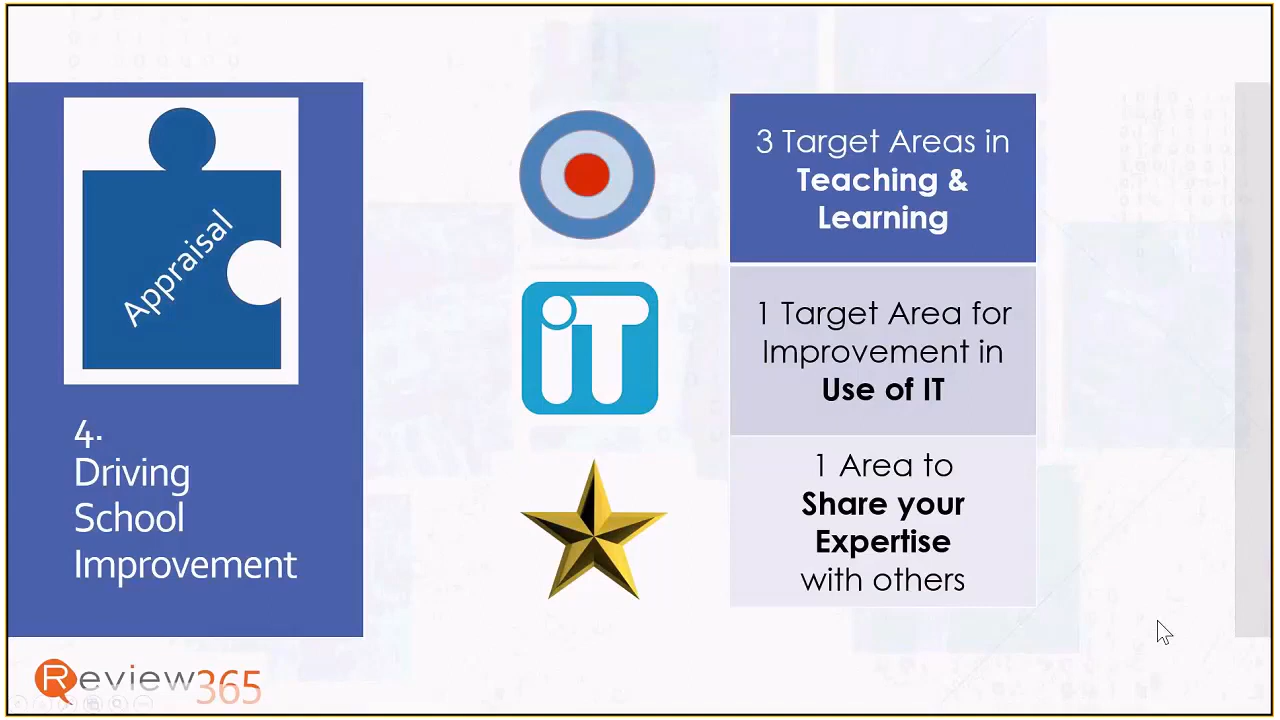 Appraisal
4.
Driving
School
Improvement
3 Target Areas in
Teaching &
Learning
iT
1 Target Area for
Improvement in
Use of IT
1 Area to
Share your
Expertise
with others
Review365